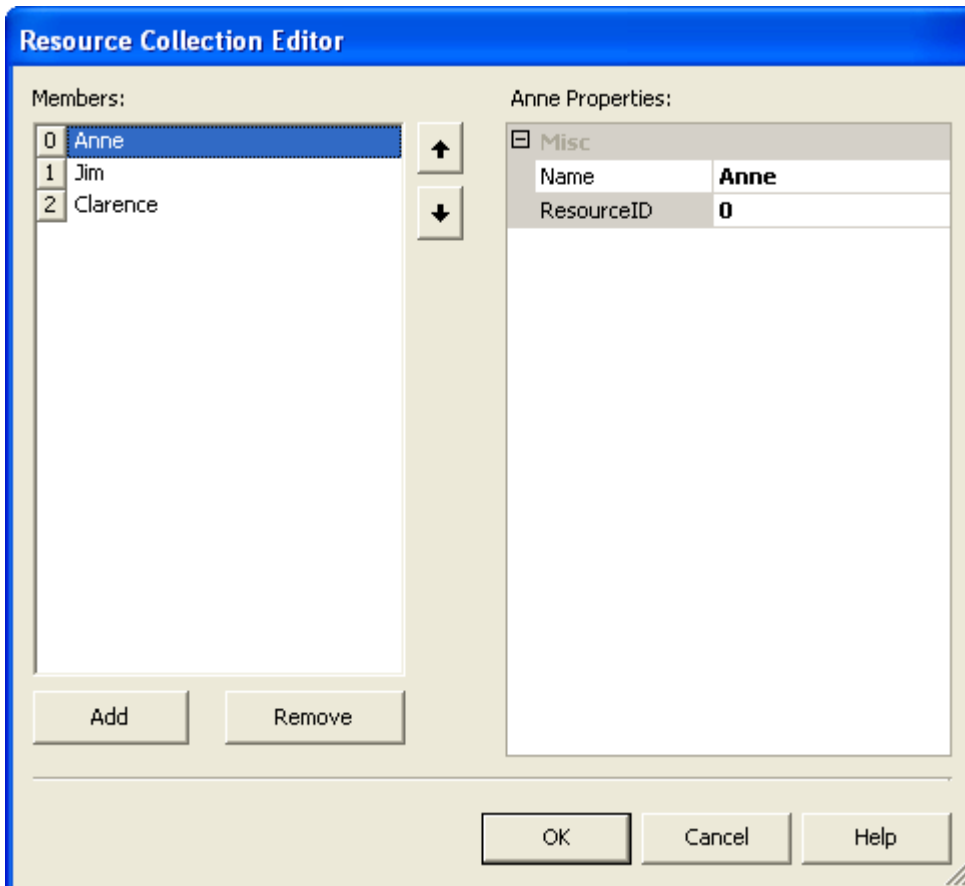 Resource Collection Editor
Members:
0 Anne
1 Jim
2 Clarence
Add Remove
Anne Properties:
Misc
Name Anne
ResourceID 0
OK Cancel Help